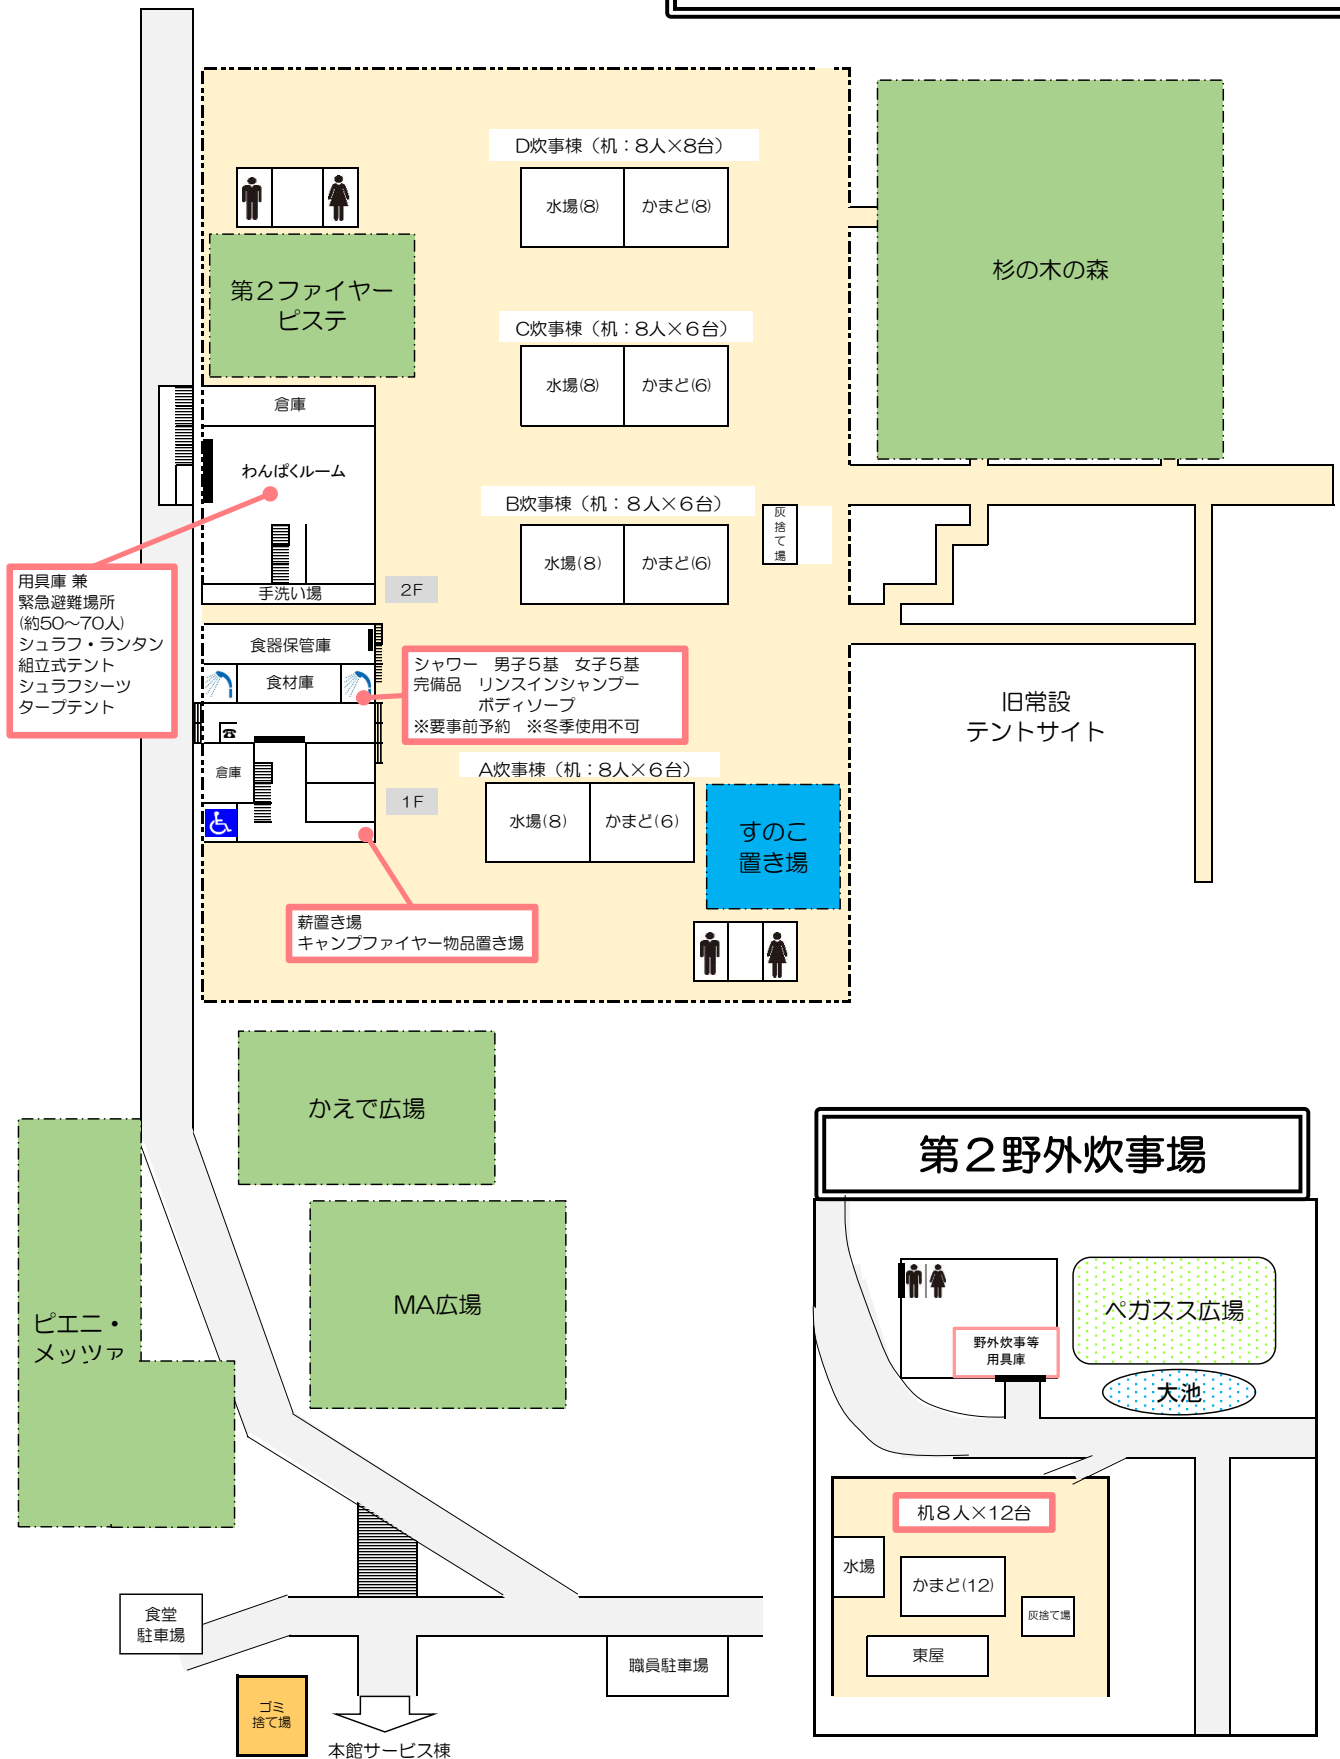 D炊事棟（机：8人×8台）
水場(8)
かまど(8)
杉の木の森
第２ファイヤー
ピステ
C炊事棟（机：8人×６台）
水場(8)
かまど(6)
倉庫
わんぱくルーム
B炊事棟（机：８人×６台）
水場(8)
かまど(6)
灰捨て場
手洗い場
2F
用具庫 兼
緊急避難場所
(約50～70人)
シュラフ・ランタン
組立式テント
シュラフシーツ
タープテント
食器保管庫
食材庫
シャワー　男子５基　女子５基
完備品　リンスインシャンプー
ボディソープ
※要事前予約　※冬季使用不可
旧常設
テントサイト
倉庫
1F
A炊事棟（机：8人×６台）
水場(8)
かまど(6)
すのこ
置き場
薪置き場
キャンプファイヤー物品置き場
かえで広場
MA広場
ピエニ・
メッツァ
食堂
駐車場
職員駐車場
ゴミ
捨て場
本館サービス棟
第２野外炊事場
ペガスス広場
野外炊事等
用具庫
大池
机８人×12台
水場
かまど(12)
灰捨て場
東屋